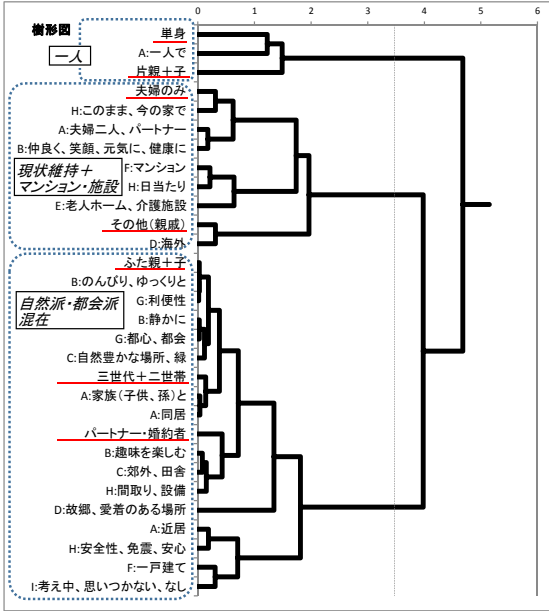 樹形図
0 1 2 3 4 5 6
一人
単身
A:一人で
片親＋子
夫婦のみ
H:このまま、今の家で
A:夫婦二人、パートナー
B:仲良く、笑顔、元気に、健康に
現状維持＋
マンション・施設
F:マンション
H:日当たり
E:老人ホーム、介護施設
その他（親戚）
D:海外
ふた親＋子
B:のんびり、ゆっくりと
自然派・都会派
混在
G:利便性
B:静かに
G:都心、都会
C:自然豊かな場所、緑
三世代＋二世帯
A:家族（子供、孫）と
A:同居
パートナー・婚約者
B:趣味を楽しむ
C:郊外、田舎
H:間取り、設備
D:故郷、愛着のある場所
A:近居
H:安全性、免震、安心
F:一戸建て
I:考え中、思いつかない、なし